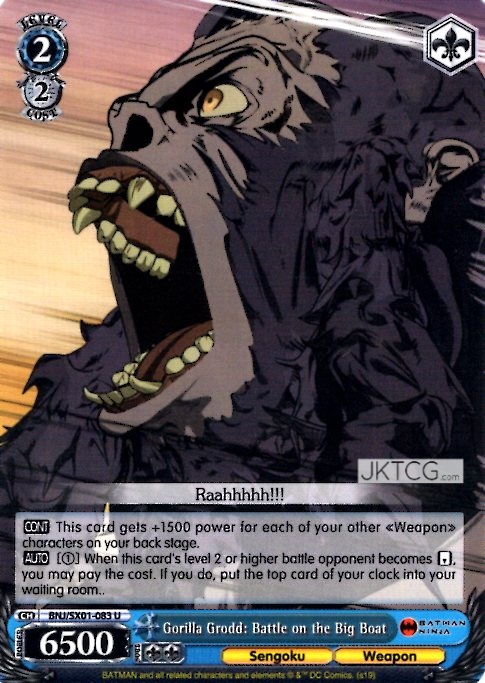 LEVEL
2
2
COST
JKTCG.com
Raahhhhh!!!
CONT This card gets +1500 power for each of your other «Weapon»
characters on your back stage.
AUTO [①] When this card's level 2 or higher battle opponent becomes ,
you may pay the cost. If you do, put the top card of your clock into your
waiting room..
CH BNJ/SX01-083 U
POWER 6500 SOUL Gorilla Grodd: Battle on the Big Boat BATMAN NINJA
Sengoku Weapon
BATMAN and all related characters and elements © & ™ DC Comics. (s19)